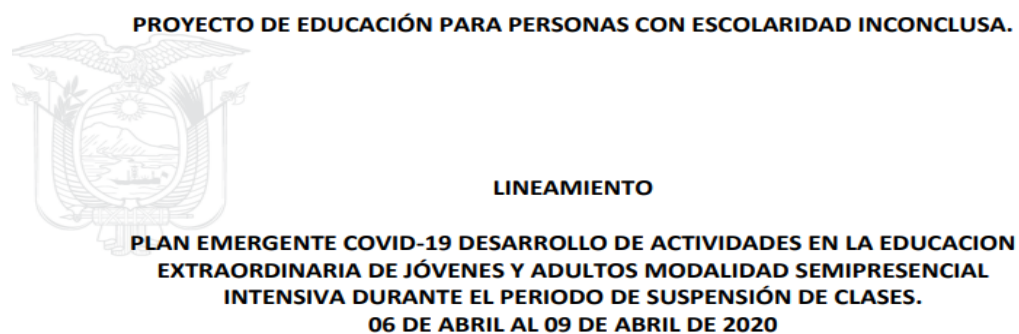 PROYECTO DE EDUCACIÓN PARA PERSONAS CON ESCOLARIDAD INCONCLUSA.
LINEAMIENTO
PLAN EMERGENTE COVID-19 DESARROLLO DE ACTIVIDADES EN LA EDUCACION
EXTRAORDINARIA DE JÓVENES Y ADULTOS MODALIDAD SEMIPRESENCIAL
INTENSIVA DURANTE EL PERIODO DE SUSPENSIÓN DE CLASES.
06 DE ABRIL AL 09 DE ABRIL DE 2020